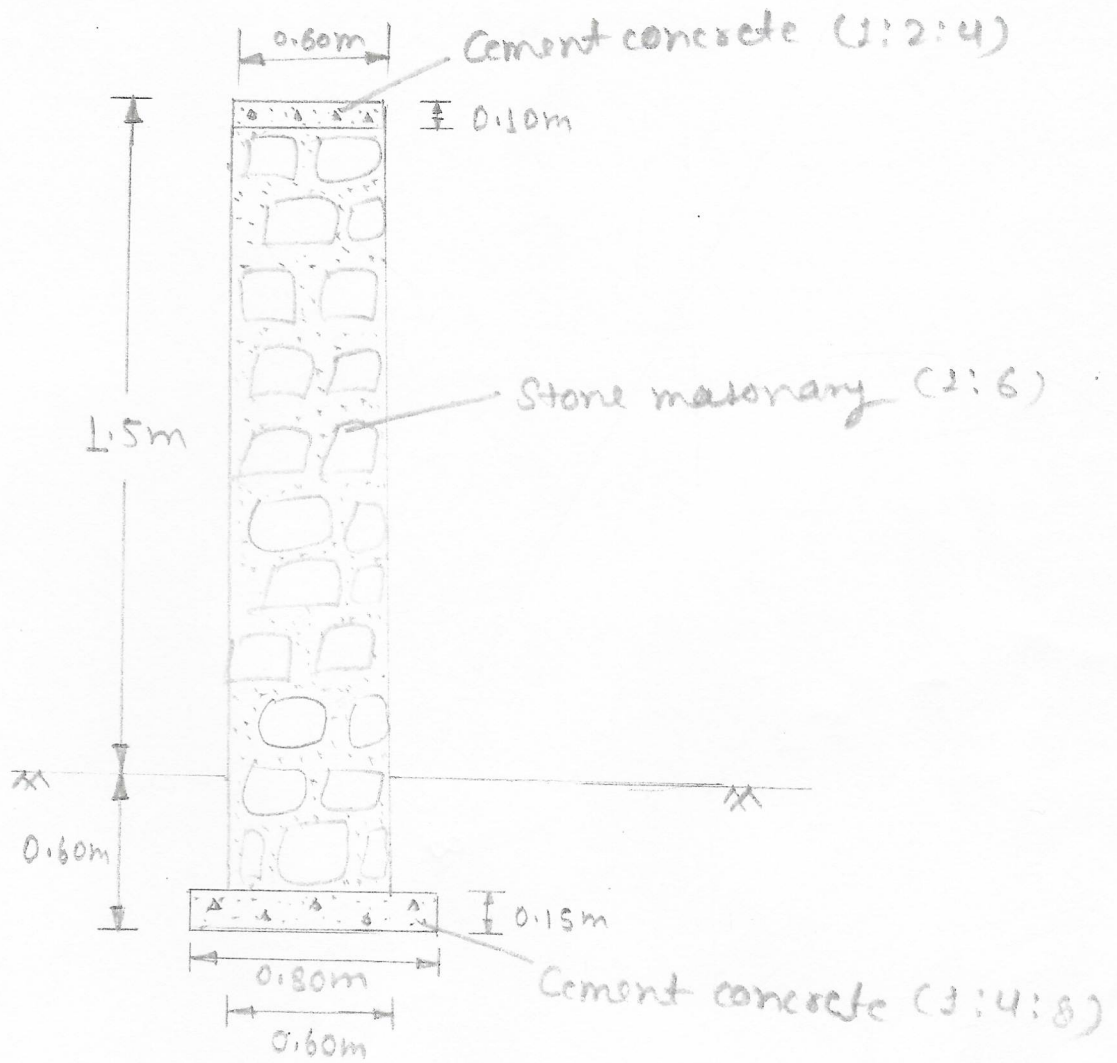 0.60m
Cement concrete (1:2:4)
0.10m
Stone masonary (1:6)
1.5m
0.60m
0.15m
0.80m
Cement concrete (1:4:8)
0.60m